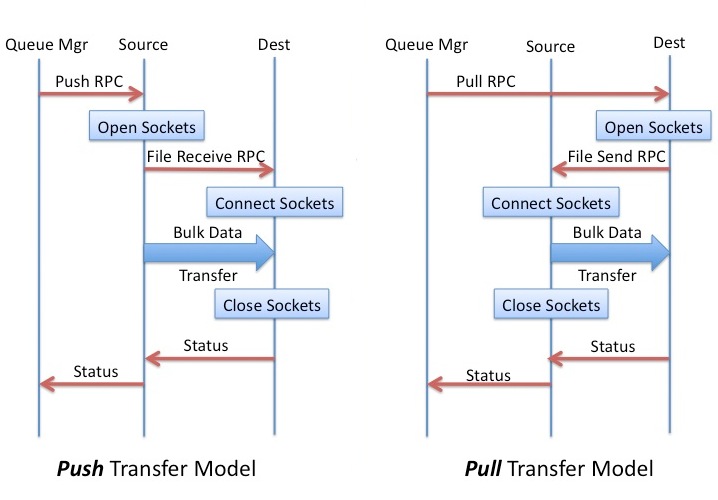 Queue Mgr Source Dest
Push RPC
Open Sockets
File Receive RPC
Connect Sockets
Bulk Data
Transfer
Close Sockets
Status
Status
Push Transfer Model
Queue Mgr Source Dest
Pull RPC
Open Sockets
File Send RPC
Connect Sockets
Bulk Data
Transfer
Close Sockets
Status
Status
Pull Transfer Model